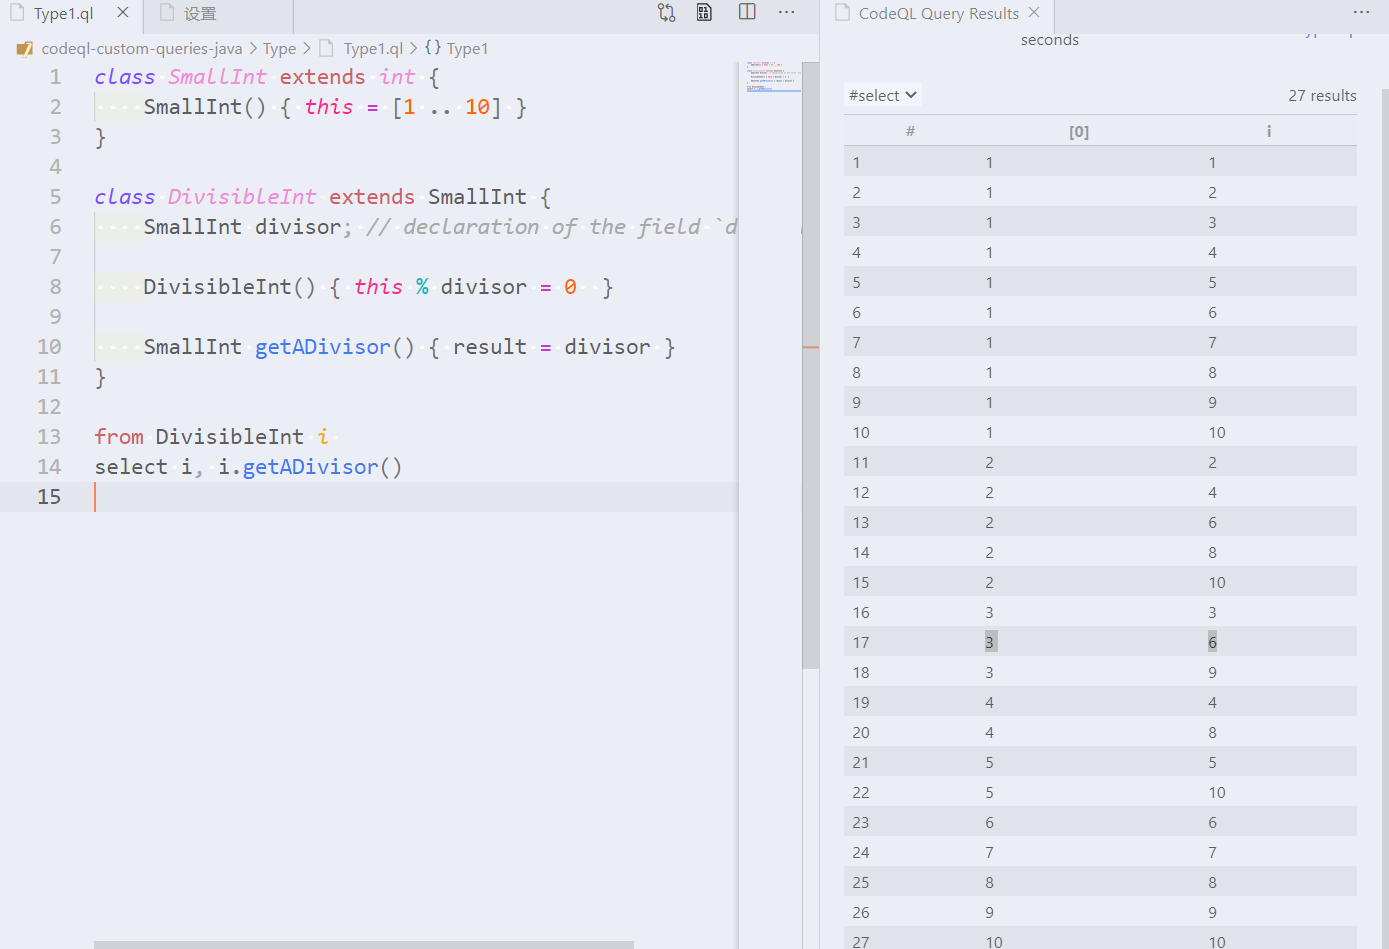 Type1.ql
设置
codeql-custom-queries-java > Type > Type1.ql > {} Type1
1 class SmallInt extends int {
2 SmallInt() { this = [1 .. 10] }
3 }
4
5 class DivisibleInt extends SmallInt {
6 SmallInt divisor; // declaration of the field `d
7
8 DivisibleInt() { this % divisor = 0 }
9
10 SmallInt getADivisor() { result = divisor }
11 }
12
13 from DivisibleInt i
14 select i, i.getADivisor()
15
CodeQL Query Results
seconds
#select
27 results
# [0] i
1 1 1
2 1 2
3 1 3
4 1 4
5 1 5
6 1 6
7 1 7
8 1 8
9 1 9
10 1 10
11 2 2
12 2 4
13 2 6
14 2 8
15 2 10
16 3 3
17 3 6
18 3 9
19 4 4
20 4 8
21 5 5
22 5 10
23 6 6
24 7 7
25 8 8
26 9 9
27 10 10